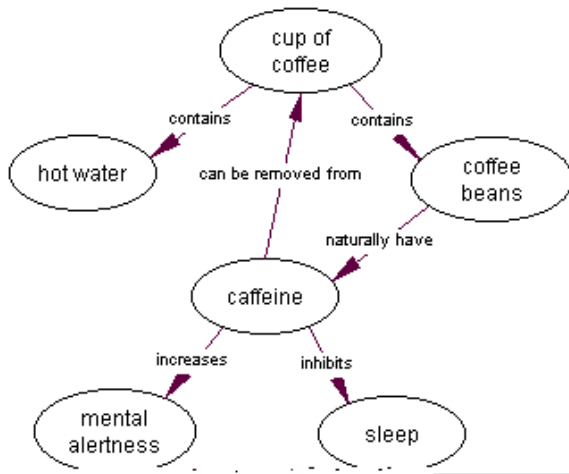 cup of
coffee
contains
contains
hot water
can be removed from
coffee
beans
naturally have
caffeine
increases
inhibits
mental
alertness
sleep